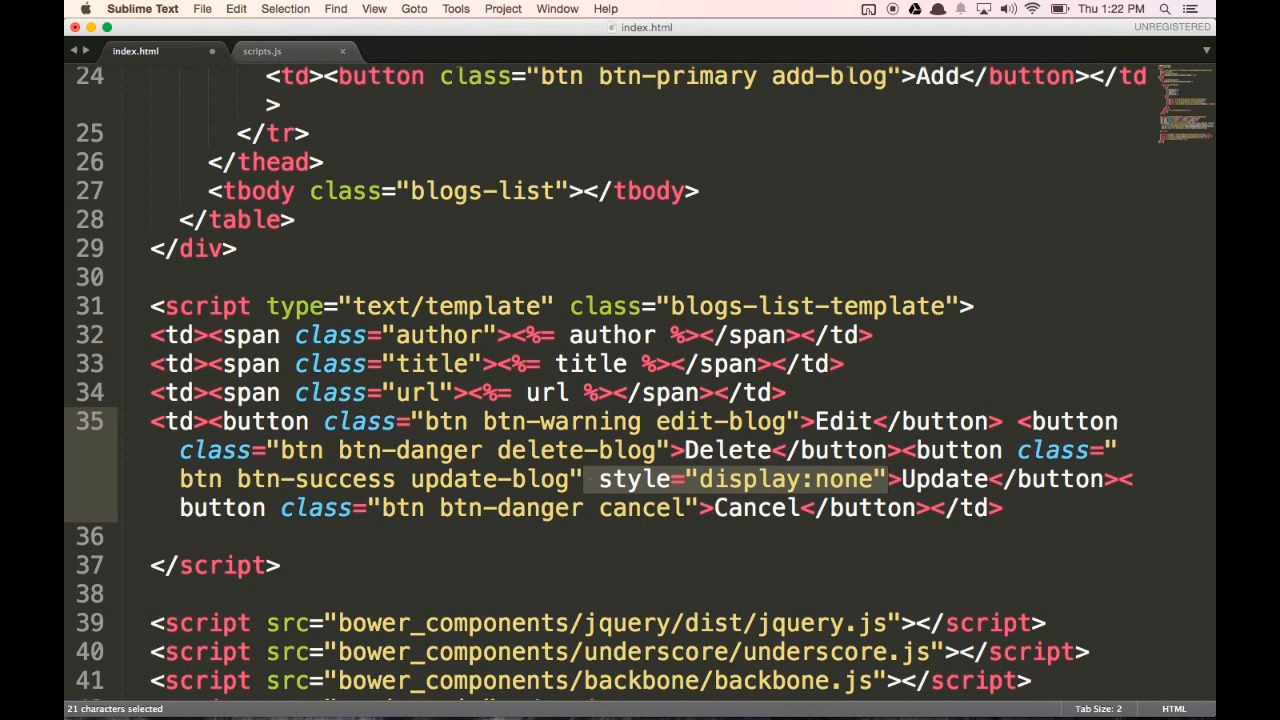 Sublime Text File Edit Selection Find View Goto Tools Project Window Help Thu 1:22 PM
index.html UNREGISTERED
index.html scripts.js
24 <td><button class="btn btn-primary add-blog">Add</button></td
>
25 </tr>
26 </thead>
27 <tbody class="blogs-list"></tbody>
28 </table>
29 </div>
30
31 <script type="text/template" class="blogs-list-template">
32 <td><span class="author"><%= author %></span></td>
33 <td><span class="title"><%= title %></span></td>
34 <td><span class="url"><%= url %></span></td>
35 <td><button class="btn btn-warning edit-blog">Edit</button> <button
class="btn btn-danger delete-blog">Delete</button><button class="
btn btn-success update-blog" style="display:none">Update</button><
button class="btn btn-danger cancel">Cancel</button></td>
36
37 </script>
38
39 <script src="bower_components/jquery/dist/jquery.js"></script>
40 <script src="bower_components/underscore/underscore.js"></script>
41 <script src="bower_components/backbone/backbone.js"></script>
21 characters selected Tab Size: 2 HTML